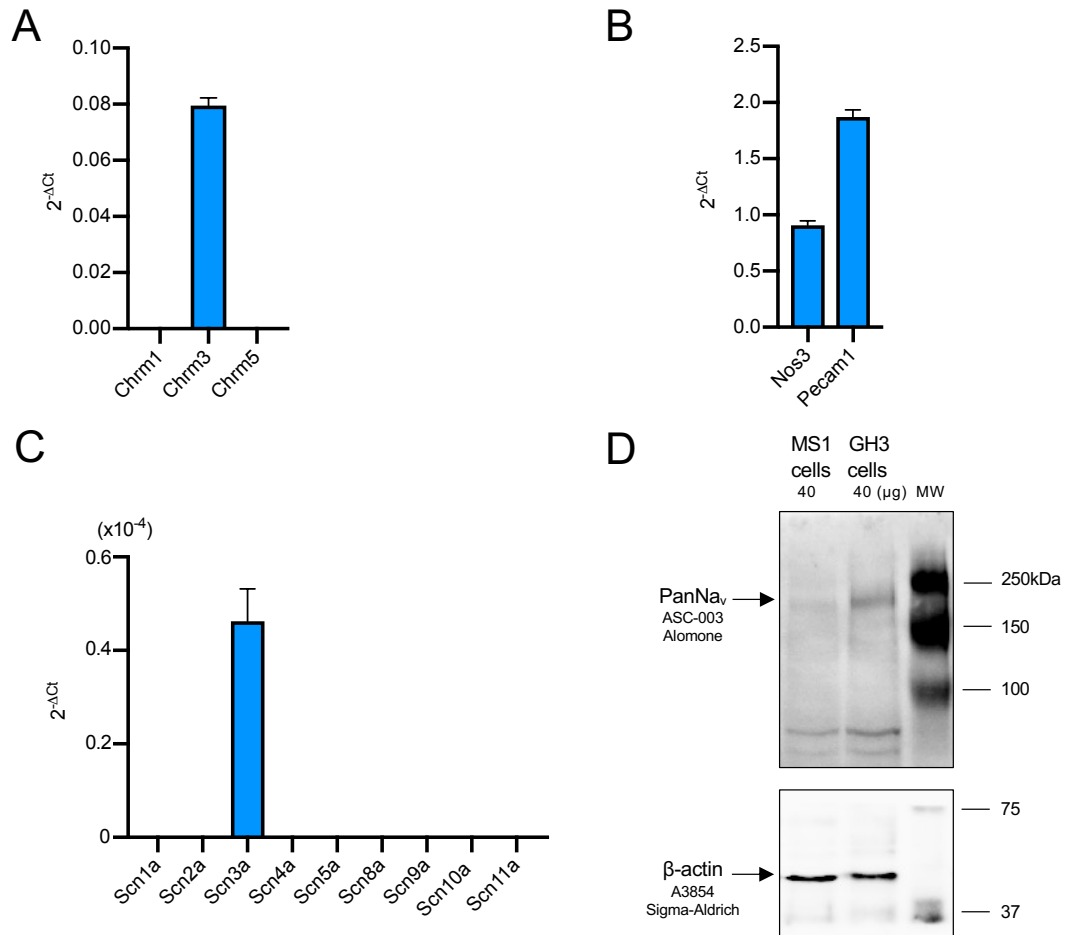 A
2-ΔCt
0.10
0.08
0.06
0.04
0.02
0.00
Chrm1
Chrm3
Chrm5
B
2-ΔCt
2.5
2.0
1.5
1.0
0.5
0.0
Nos3
Pecam1
C
(x10-4)
2-ΔCt
0.6
0.4
0.2
0
Scn1a
Scn2a
Scn3a
Scn4a
Scn5a
Scn8a
Scn9a
Scn10a
Scn11a
D
MS1 GH3
cells cells
40 40 (µg) MW
PanNav
ASC-003
Alomone
250kDa
150
100
β-actin
A3854
Sigma-Aldrich
75
37